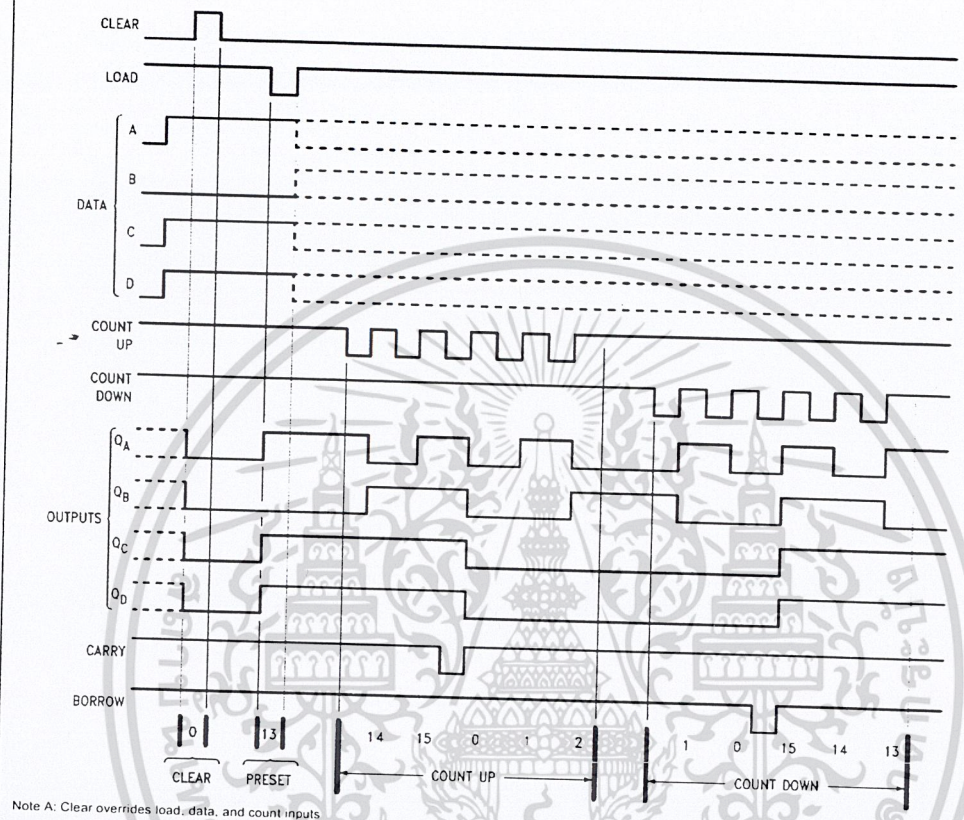 CLEAR
LOAD
DATA
A
B
C
D
COUNT
UP
COUNT
DOWN
OUTPUTS
QA
QB
QC
QD
CARRY
BORROW
0 13 14 15 0 1 2 1 0 15 14 13
CLEAR PRESET COUNT UP COUNT DOWN
Note A: Clear overrides load, data, and count inputs